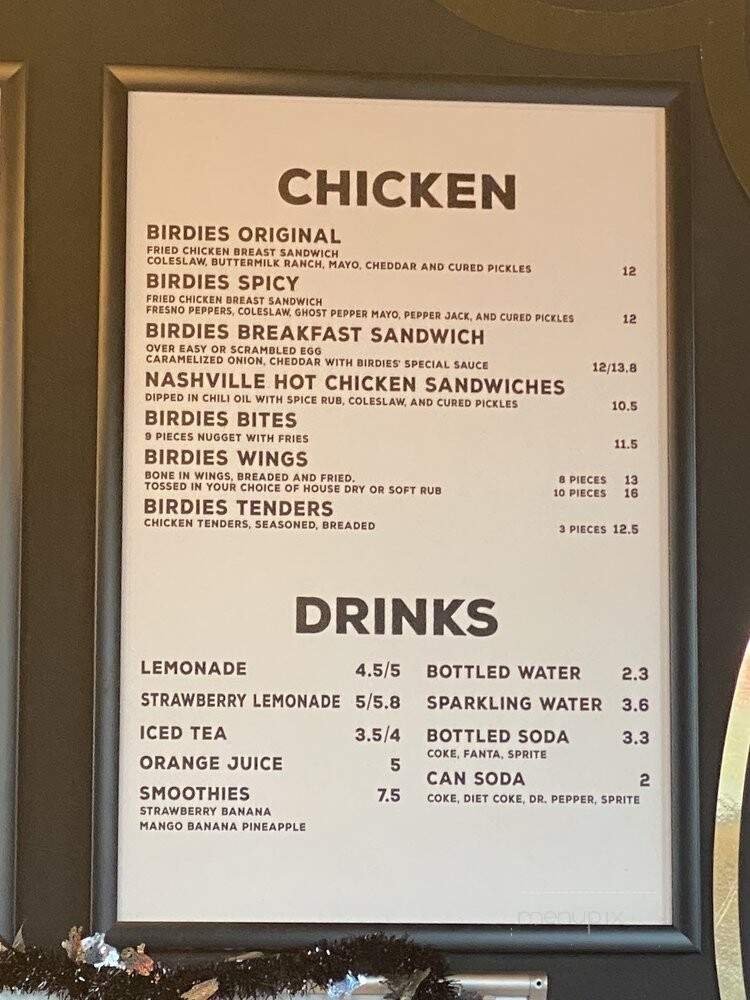 CHICKEN
BIRDIES ORIGINAL
FRIED CHICKEN BREAST SANDWICH
COLESLAW, BUTTERMILK RANCH, MAYO, CHEDDAR AND CURED PICKLES 12
BIRDIES SPICY
FRIED CHICKEN BREAST SANDWICH
FRESNO PEPPERS, COLESLAW, GHOST PEPPER MAYO, PEPPER JACK, AND CURED PICKLES 12
BIRDIES BREAKFAST SANDWICH
OVER EASY OR SCRAMBLED EGG
CARAMELIZED ONION, CHEDDAR WITH BIRDIES' SPECIAL SAUCE 12/13.8
NASHVILLE HOT CHICKEN SANDWICHES
DIPPED IN CHILI OIL WITH SPICE RUB, COLESLAW, AND CURED PICKLES 10.5
BIRDIES BITES
9 PIECES NUGGET WITH FRIES 11.5
BIRDIES WINGS
BONE IN WINGS, BREADED AND FRIED. 8 PIECES 13
TOSSED IN YOUR CHOICE OF HOUSE DRY OR SOFT RUB 10 PIECES 16
BIRDIES TENDERS
CHICKEN TENDERS, SEASONED, BREADED 3 PIECES 12.5
DRINKS
LEMONADE 4.5/5
STRAWBERRY LEMONADE 5/5.8
ICED TEA 3.5/4
ORANGE JUICE 5
SMOOTHIES 7.5
STRAWBERRY BANANA
MANGO BANANA PINEAPPLE
BOTTLED WATER 2.3
SPARKLING WATER 3.6
BOTTLED SODA 3.3
COKE, FANTA, SPRITE
CAN SODA 2
COKE, DIET COKE, DR. PEPPER, SPRITE
menupix